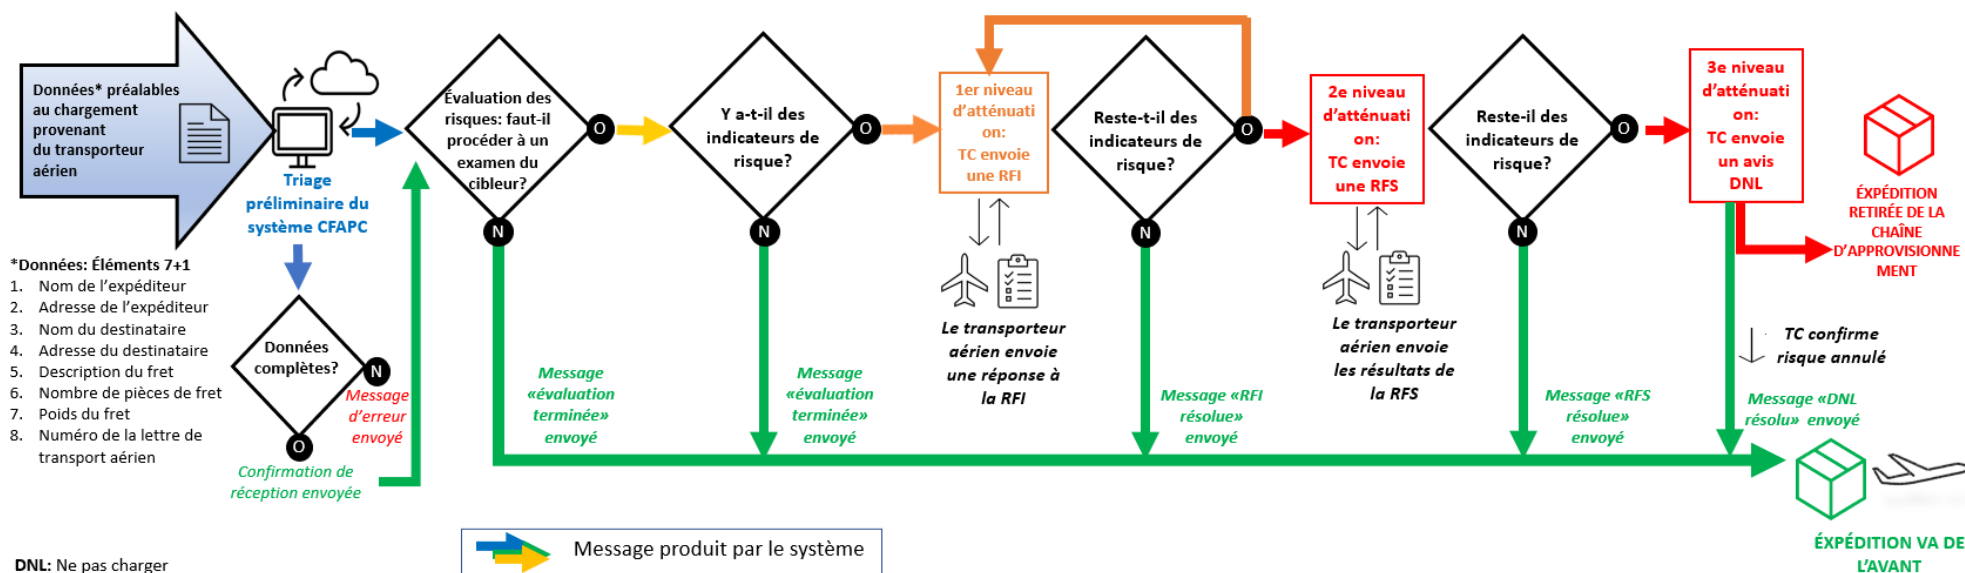 Données* préalables
au chargement
provenant
du transporteur
aérien
Triage
préliminaire du
système CFAPC
*Données: Éléments 7+1
1. Nom de l'expéditeur
2. Adresse de l'expéditeur
3. Nom du destinataire
4. Adresse du destinataire
5. Description du fret
6. Nombre de pièces de fret
7. Poids du fret
8. Numéro de la lettre de
transport aérien
Données
complètes?
N
Message
d'erreur
envoyé
O
Confirmation de
réception envoyée
Évaluation des
risques: faut-il
procéder à un
examen du
cibleur?
O
N
Message
«évaluation
terminée»
envoyé
Y a-t-il des
indicateurs de
risque?
O
N
Message
«évaluation
terminée»
envoyé
1er niveau
d'atténuati
on:
TC envoie
une RFI
Le transporteur
aérien envoie
une réponse à
la RFI
Reste-t-il des
indicateurs de
risque?
O
N
Message «RFI
résolue»
envoyé
2e niveau
d'atténuati
on:
TC envoie
une RFS
Le transporteur
aérien envoie
les résultats de
la RFS
Reste-il des
indicateurs de
risque?
O
N
Message «RFS
résolue»
envoyé
3e niveau
d'atténuati
on:
TC envoie
un avis
DNL
ÉXPÉDITION
RETIRÉE DE LA
CHAÎNE
D'APPROVISIONNE
MENT
TC confirme
risque annulé
Message «DNL
résolu» envoyé
ÉXPÉDITION VA DE
L'AVANT
Message produit par le système
DNL: Ne pas charger